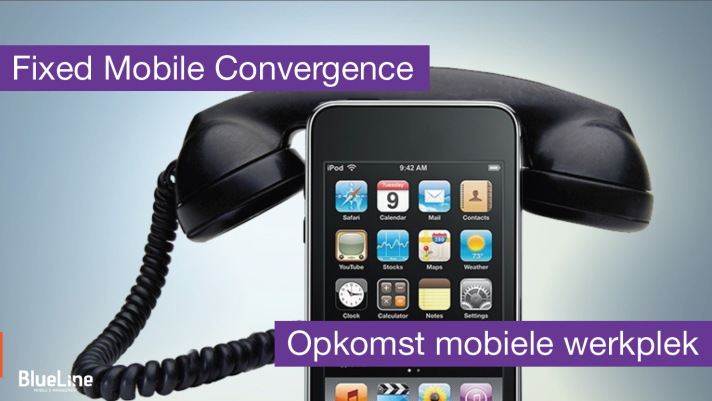 Fixed Mobile Convergence
iPod 9:42 AM
Tuesday
9
Safari Calendar Mail Contacts
280
73°
YouTube Stocks Maps Weather
Clock Calculator Notes Settings
Opkomst mobiele werkplek
BlueLine